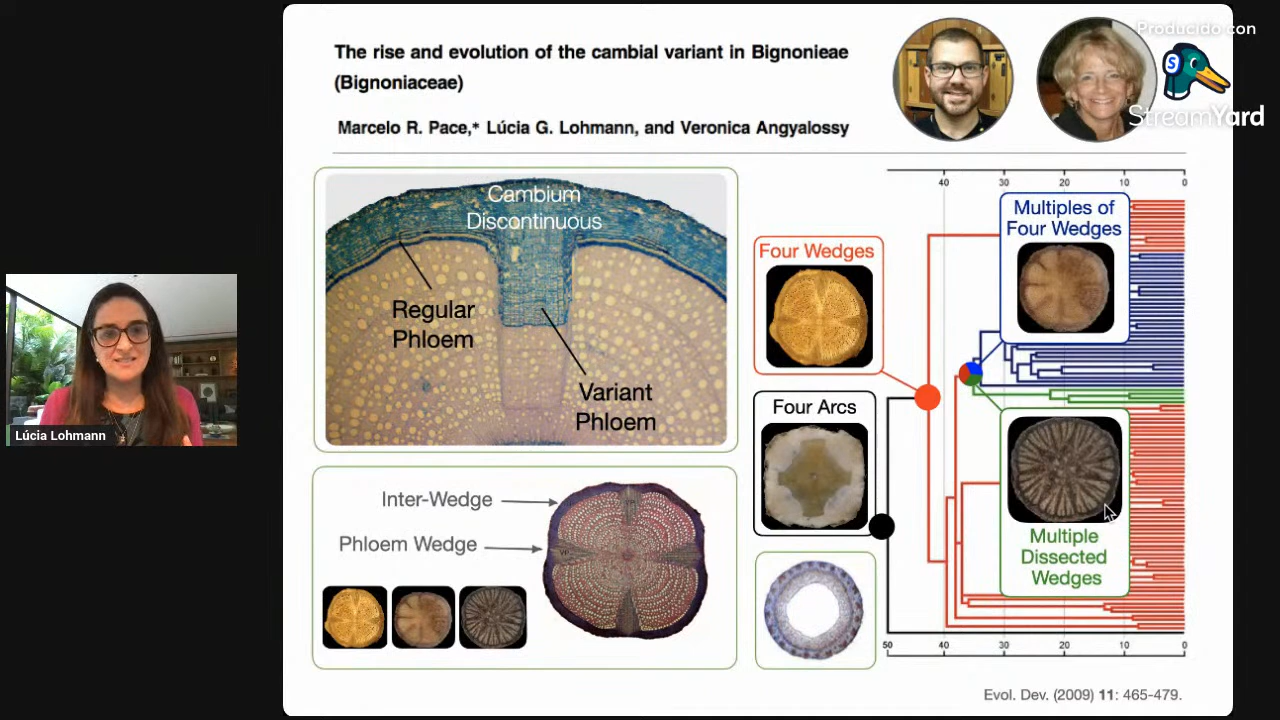 The rise and evolution of the cambial variant in Bignonieae
(Bignoniaceae)
Marcelo R. Pace,* Lúcia G. Lohmann, and Veronica Angyalossy
Producido con
S
StreamYard
Cambium
Discontinuous
Regular
Phloem
Variant
Phloem
Inter-Wedge
Phloem Wedge
VP
Four Wedges
Four Arcs
40 30 20 10 0
Multiples of
Four Wedges
Multiple
Dissected
Wedges
50 40 30 20 10 0
Evol. Dev. (2009) 11: 465-479.
Lúcia Lohmann